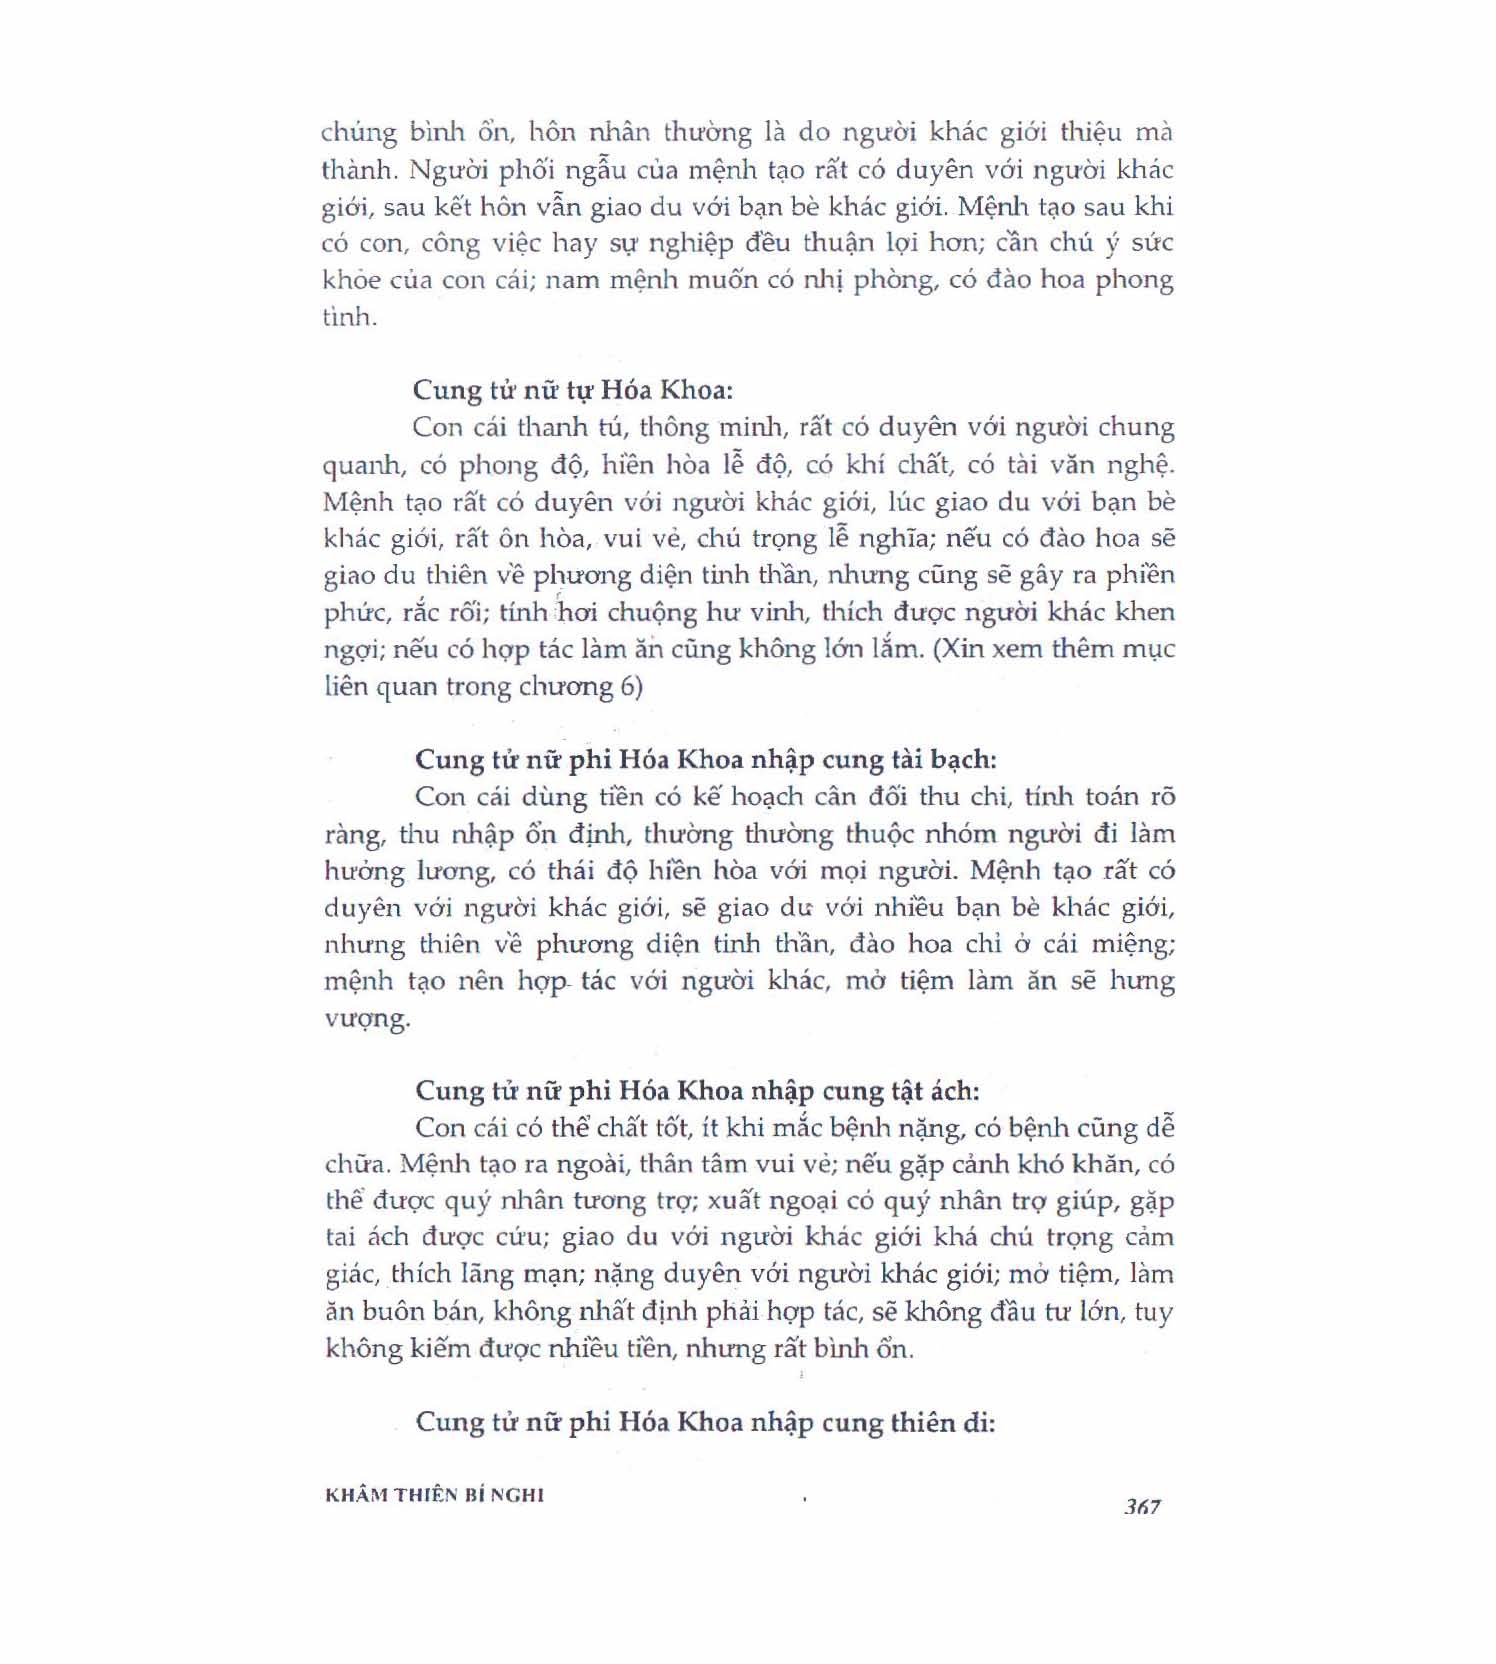 chúng bình ổn, hôn nhân thường là do người khác giới thiệu mà
thành. Người phối ngẫu của mệnh tạo rất có duyên với người khác
giới, sau kết hôn vẫn giao du với bạn bè khác giới. Mệnh tạo sau khi
có con, công việc hay sự nghiệp đều thuận lợi hơn; cần chú ý sức
khỏe của con cái; nam mệnh muốn có nhị phòng, có đào hoa phong
tình.
Cung tử nữ tự Hóa Khoa:
Con cái thanh tú, thông minh, rất có duyên với người chung
quanh, có phong độ, hiền hòa lễ độ, có khí chất, có tài văn nghệ.
Mệnh tạo rất có duyên với người khác giới, lúc giao du với bạn bè
khác giới, rất ôn hòa, vui vẻ, chú trọng lễ nghĩa; nếu có đào hoa sẽ
giao du thiên về phương diện tinh thần, nhưng cũng sẽ gây ra phiền
phức, rắc rối; tính hơi chuộng hư vinh, thích được người khác khen
ngợi; nếu có hợp tác làm ăn cũng không lớn lắm. (Xin xem thêm mục
liên quan trong chương 6)
Cung tử nữ phi Hóa Khoa nhập cung tài bạch:
Con cái dùng tiền có kế hoạch cân đối thu chi, tính toán rõ
ràng, thu nhập ổn định, thường thường thuộc nhóm người đi làm
hưởng lương, có thái độ hiền hòa với mọi người. Mệnh tạo rất có
duyên với người khác giới, sẽ giao du với nhiều bạn bè khác giới,
nhưng thiên về phương diện tinh thần, đào hoa chỉ ở cái miệng;
mệnh tạo nên hợp tác với người khác, mở tiệm làm ăn sẽ hưng
vượng.
Cung tử nữ phi Hóa Khoa nhập cung tật ách:
Con cái có thể chất tốt, ít khi mắc bệnh nặng, có bệnh cũng dễ
chữa. Mệnh tạo ra ngoài, thân tâm vui vẻ; nếu gặp cảnh khó khăn, có
thể được quý nhân tương trợ; xuất ngoại có quý nhân trợ giúp, gặp
tai ách được cứu; giao du với người khác giới khá chú trọng cảm
giác, thích lãng mạn; nặng duyên với người khác giới; mở tiệm, làm
ăn buôn bán, không nhất định phải hợp tác, sẽ không đầu tư lớn, tuy
không kiếm được nhiều tiền, nhưng rất bình ổn.
Cung tử nữ phi Hóa Khoa nhập cung thiên di:
KHÂM THIÊN BÍ NGHI
367